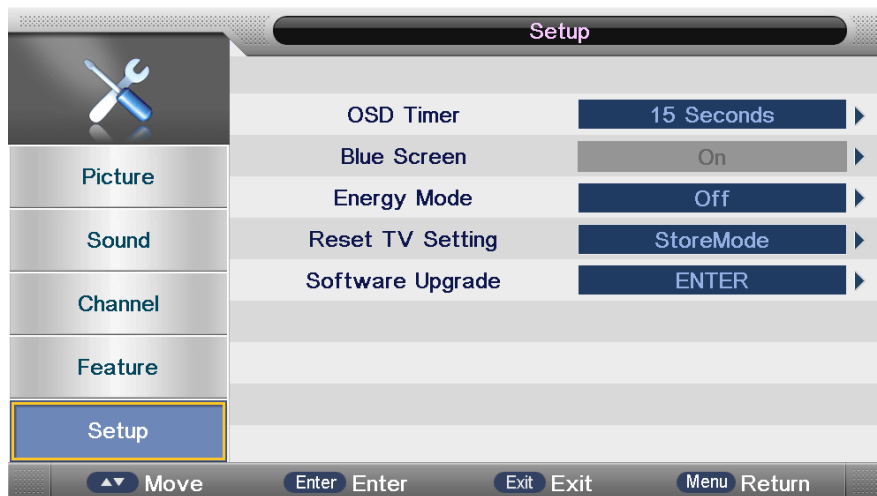 Setup
OSD Timer 15 Seconds
Blue Screen On
Energy Mode Off
Reset TV Setting StoreMode
Software Upgrade ENTER
Picture
Sound
Channel
Feature
Setup
Move Enter Enter Exit Exit Menu Return